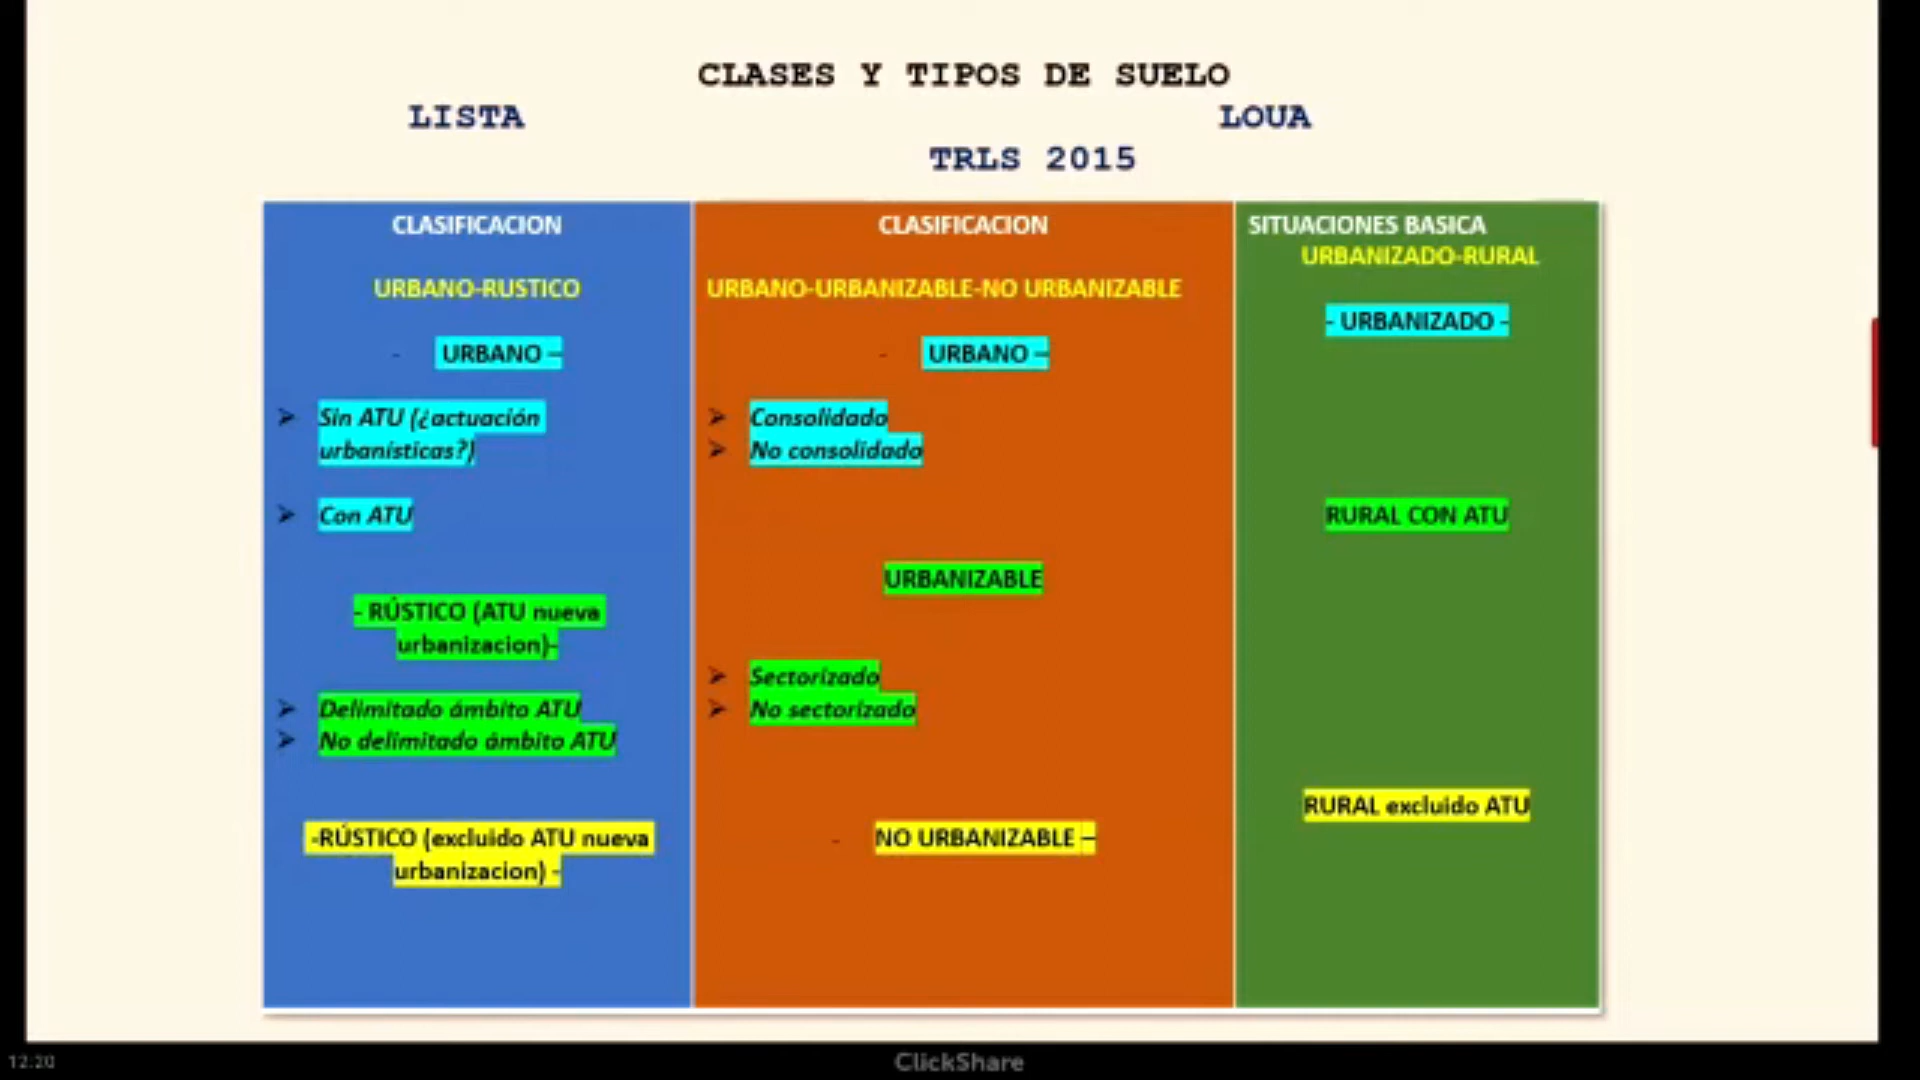 CLASES Y TIPOS DE SUELO
LISTA LOUA
TRLS 2015
CLASIFICACION
URBANO-RUSTICO
- URBANO –
➢ Sin ATU (¿actuación
urbanísticas?)
➢ Con ATU
- RÚSTICO (ATU nueva
urbanizacion)-
➢ Delimitado ámbito ATU
➢ No delimitado ámbito ATU
-RÚSTICO (excluido ATU nueva
urbanizacion) -
CLASIFICACION
URBANO-URBANIZABLE-NO URBANIZABLE
- URBANO –
➢ Consolidado
➢ No consolidado
URBANIZABLE
➢ Sectorizado
➢ No sectorizado
- NO URBANIZABLE –
SITUACIONES BASICA
URBANIZADO-RURAL
- URBANIZADO -
RURAL CON ATU
RURAL excluido ATU
12:20
ClickShare